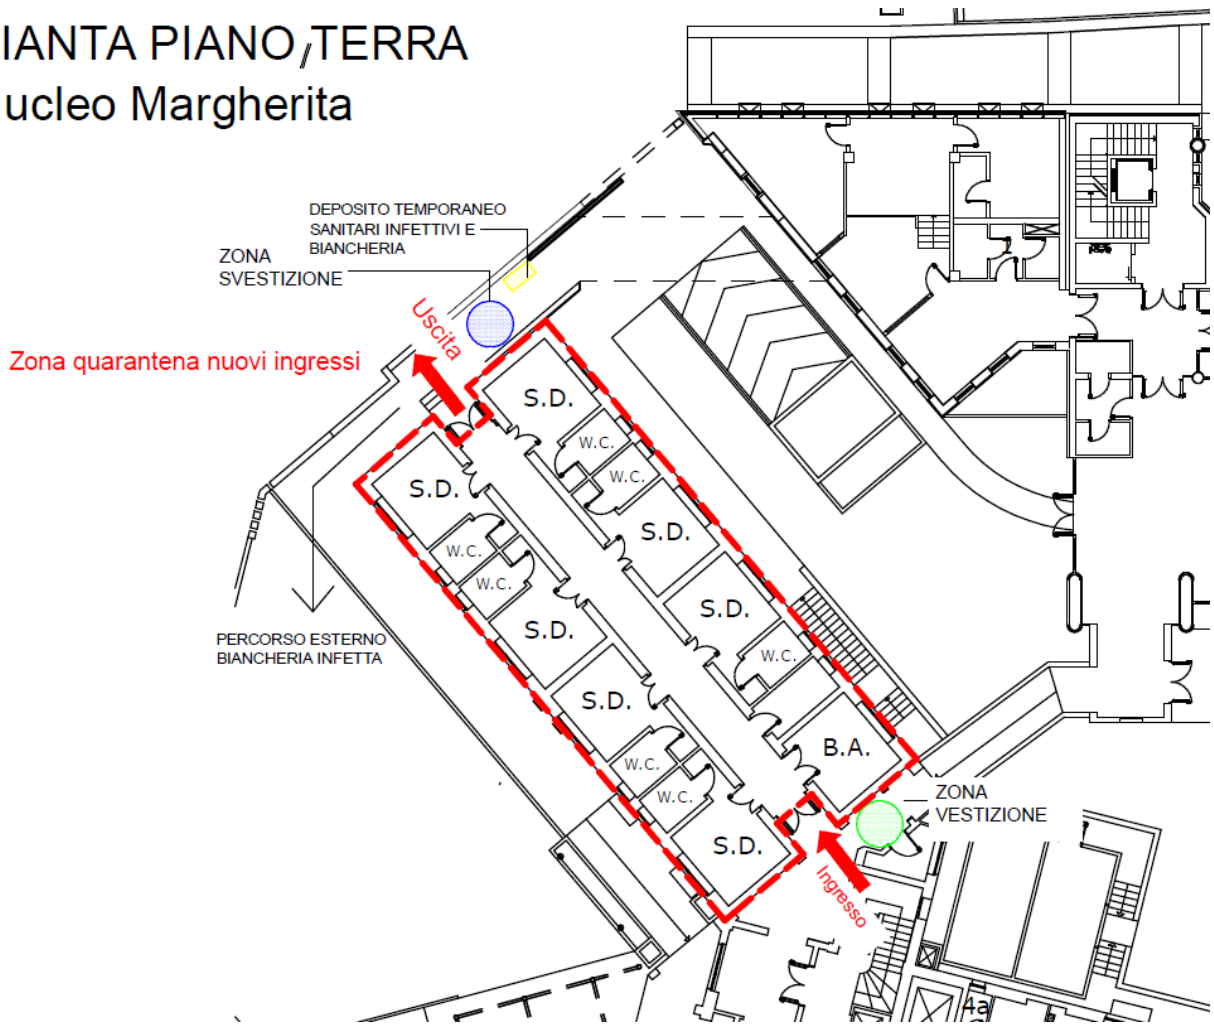 IANTA PIANO TERRA
ucleo Margherita
DEPOSITO TEMPORANEO
SANITARI INFETTIVI E
BIANCHERIA
ZONA
SVESTIZIONE
Uscita
Zona quarantena nuovi ingressi
S.D.
W.C.
W.C.
S.D.
S.D.
W.C.
W.C.
S.D.
S.D.
W.C.
S.D.
W.C.
W.C.
B.A.
S.D.
PERCORSO ESTERNO
BIANCHERIA INFETTA
ZONA
VESTIZIONE
Ingresso
1
4a